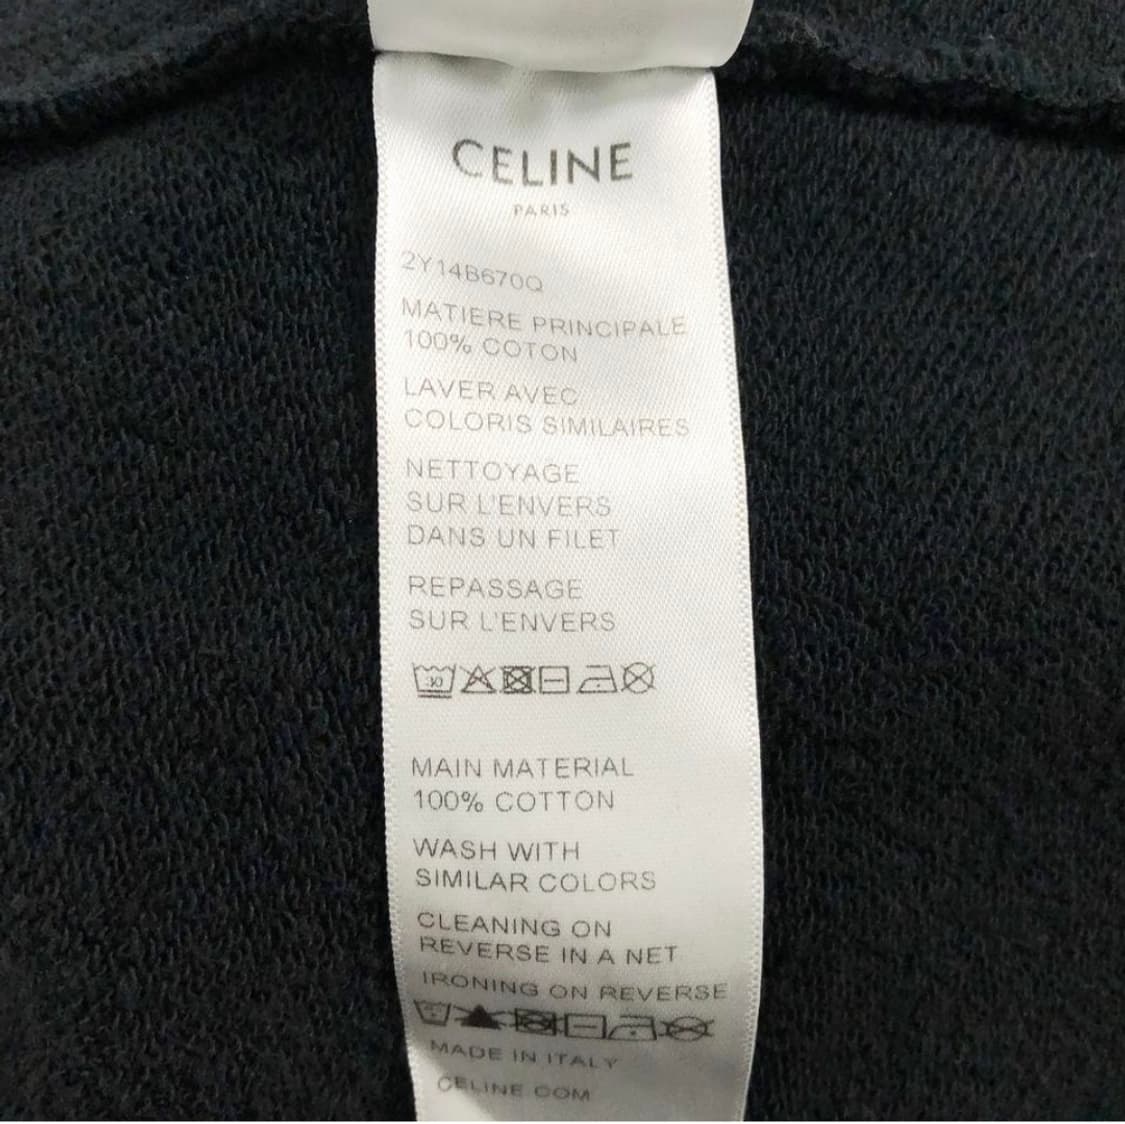 CELINE
PARIS
2Y14B670Q
MATIERE PRINCIPALE
100% COTON
LAVER AVEC
COLORIS SIMILAIRES
NETTOYAGE
SUR L'ENVERS
DANS UN FILET
REPASSAGE
SUR L'ENVERS
30
MAIN MATERIAL
100% COTTON
WASH WITH
SIMILAR COLORS
CLEANING ON
REVERSE IN A NET
IRONING ON REVERSE
MADE IN ITALY
CELINE.COM